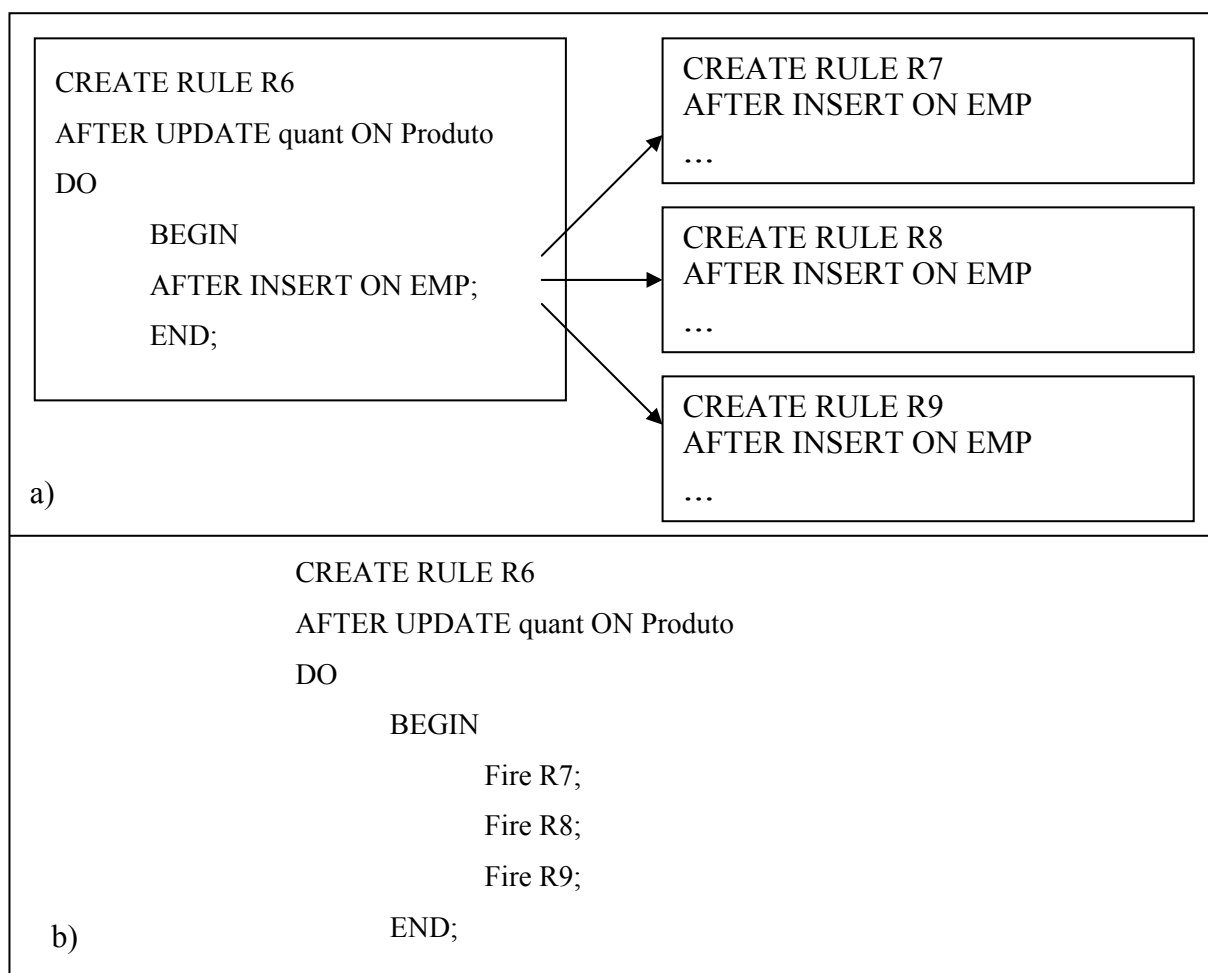 CREATE RULE R6
AFTER UPDATE quant ON Produto
DO
BEGIN
AFTER INSERT ON EMP;
END;
CREATE RULE R7
AFTER INSERT ON EMP
…
CREATE RULE R8
AFTER INSERT ON EMP
…
CREATE RULE R9
AFTER INSERT ON EMP
…
a)
CREATE RULE R6
AFTER UPDATE quant ON Produto
DO
BEGIN
Fire R7;
Fire R8;
Fire R9;
END;
b)